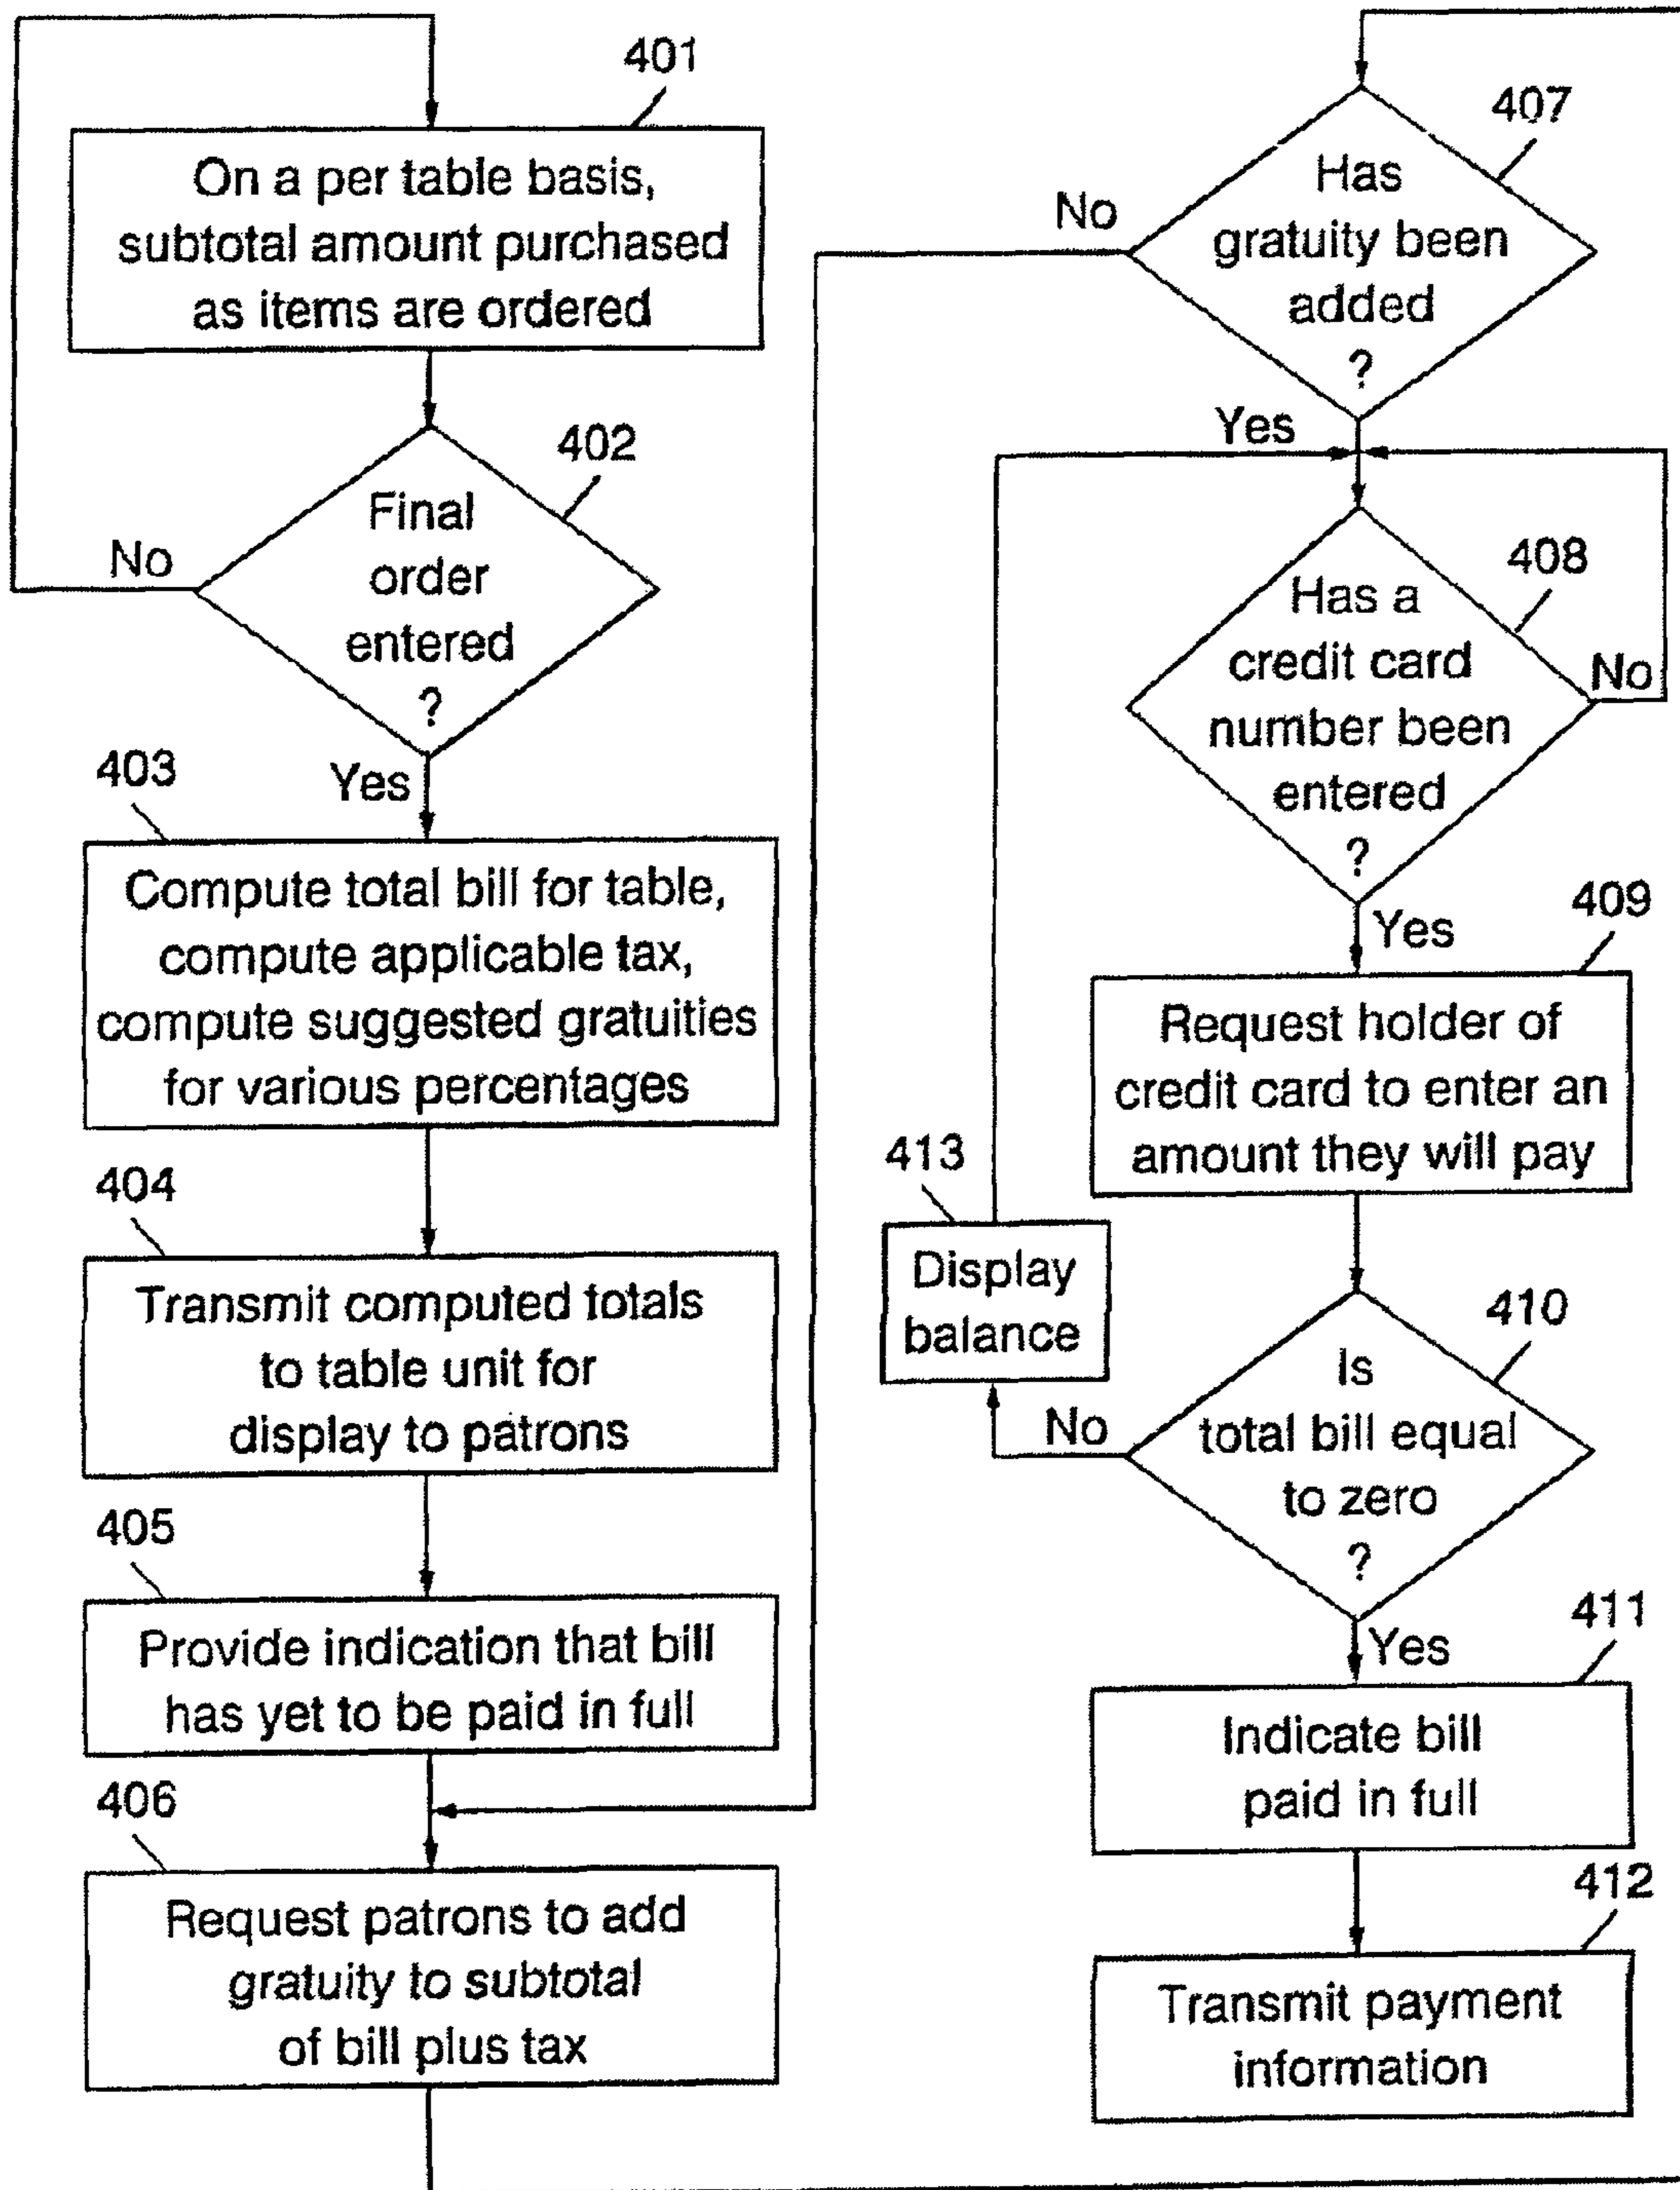 401
On a per table basis,
subtotal amount purchased
as items are ordered
402
Final
order
entered
?
No
Yes
403
Compute total bill for table,
compute applicable tax,
compute suggested gratuities
for various percentages
404
Transmit computed totals
to table unit for
display to patrons
405
Provide indication that bill
has yet to be paid in full
406
Request patrons to add
gratuity to subtotal
of bill plus tax
407
Has
gratuity been
added
?
No
Yes
408
Has a
credit card
number been
entered
?
No
Yes
409
Request holder of
credit card to enter an
amount they will pay
413
Display
balance
410
Is
total bill equal
to zero
?
No
Yes
411
Indicate bill
paid in full
412
Transmit payment
information